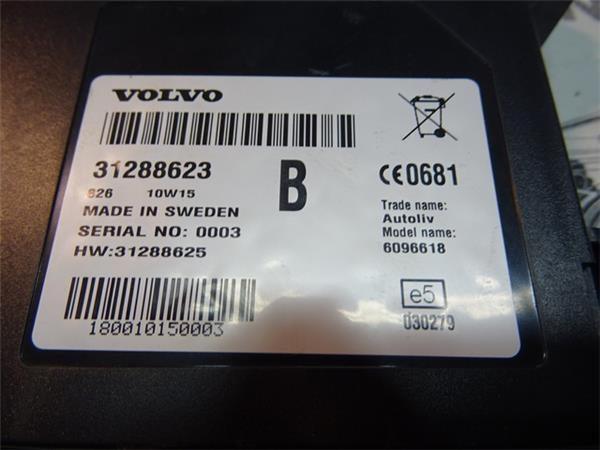 VOLVO
31288623
B
CE0681
826 10W15
MADE IN SWEDEN
SERIAL NO: 0003
HW:31288625
Trade name:
Autoliv
Model name:
6096618
e5
030279
180010150003